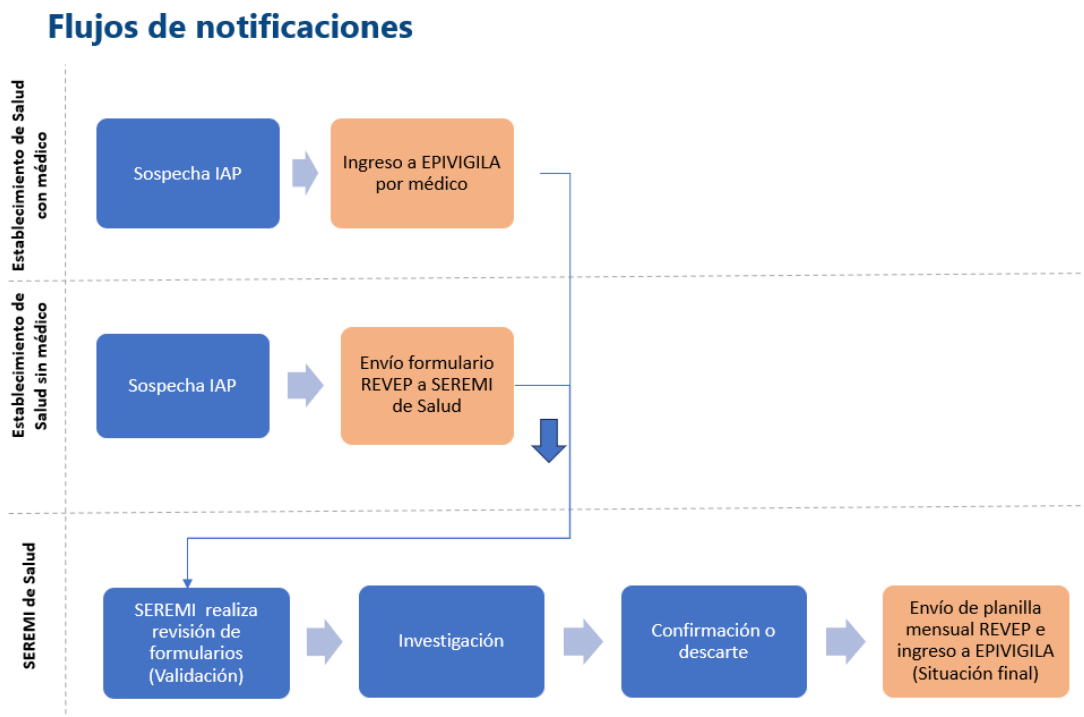 Flujos de notificaciones
Establecimiento de Salud
con médico
Sospecha IAP
Ingreso a EPIVIGILA
por médico
Establecimiento de
Salud sin médico
Sospecha IAP
Envío formulario
REVEP a SEREMI
de Salud
SEREMI de Salud
SEREMI realiza
revisión de
formularios
(Validación)
Investigación
Confirmación o
descarte
Envío de planilla
mensual REVEP e
ingreso a EPIVIGILA
(Situación final)